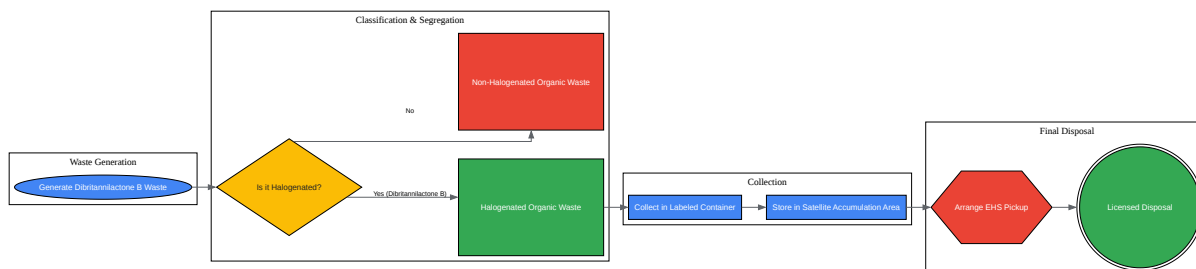 Waste Generation
Generate Dibritannilactone B Waste
Classification & Segregation
Is it Halogenated?
No
Yes (Dibritannilactone B)
Non-Halogenated Organic Waste
Halogenated Organic Waste
Collection
Collect in Labeled Container
Store in Satellite Accumulation Area
Final Disposal
Arrange EHS Pickup
Licensed Disposal